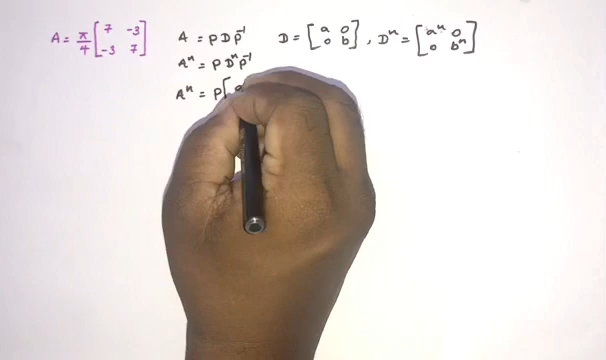 A = π/4 [7 -3; -3 7] A = PDP⁻¹ D = [a 0; 0 b], Dⁿ = [aⁿ 0; 0 bⁿ]
Aⁿ = PDⁿP⁻¹
Aⁿ = P[a